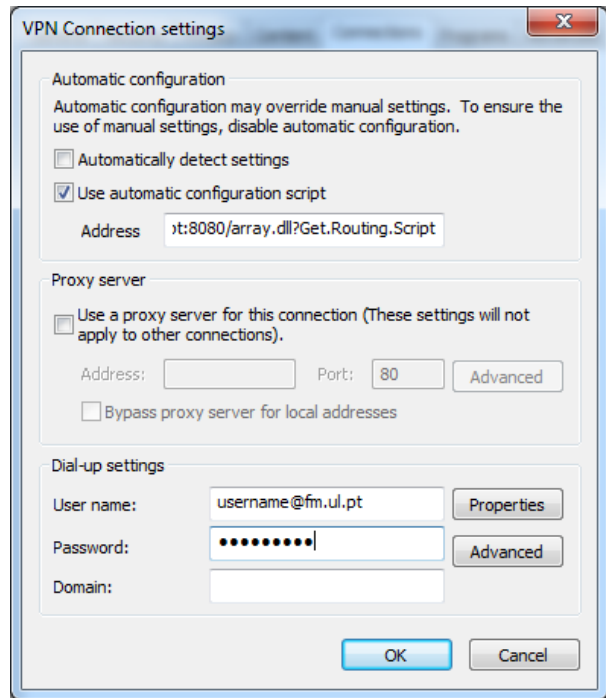 VPN Connection settings
Automatic configuration
Automatic configuration may override manual settings. To ensure the
use of manual settings, disable automatic configuration.
Automatically detect settings
Use automatic configuration script
Address :8080/array.dll?Get.Routing.Script
Proxy server
Use a proxy server for this connection (These settings will not
apply to other connections).
Address: Port: 80 Advanced
Bypass proxy server for local addresses
Dial-up settings
User name: username@fm.ul.pt Properties
Password: ●●●●●●●●● Advanced
Domain:
OK Cancel